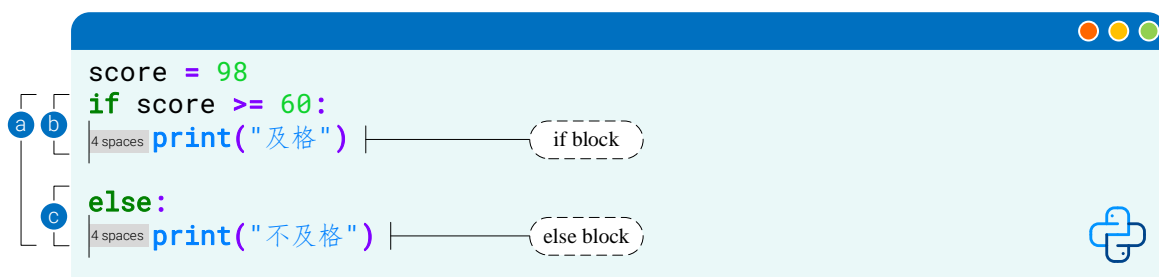 score = 98
a b if score >= 60:
4 spaces print("及格") if block
c else:
4 spaces print("不及格") else block